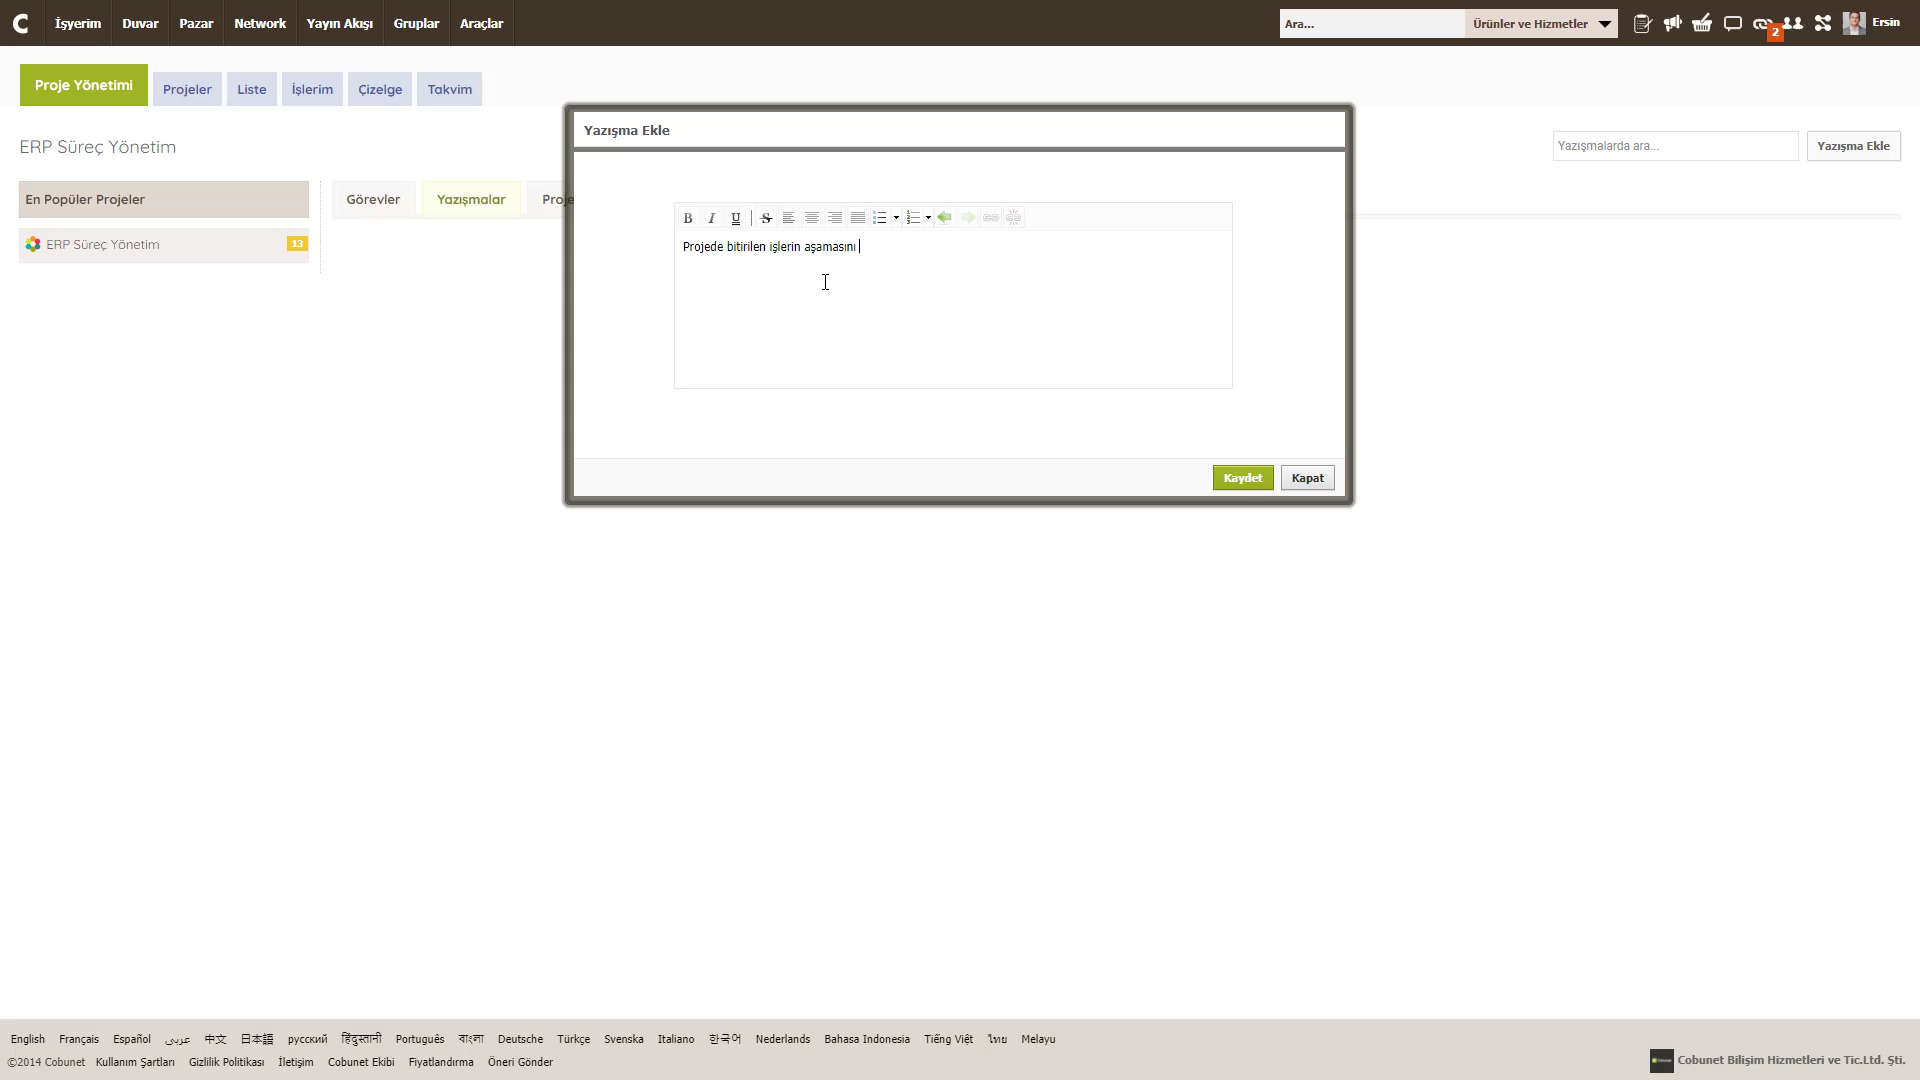 İşyerim Duvar Pazar Network Yayın Akışı Gruplar Araçlar Ara... Ürünler ve Hizmetler 2 Ersin
Proje Yönetimi Projeler Liste İşlerim Çizelge Takvim
Yazışma Ekle
ERP Süreç Yönetim Yazışmalarda ara... Yazışma Ekle
En Popüler Projeler Görevler Yazışmalar Proje
B I U S
ERP Süreç Yönetim 13
Projede bitirilen işlerin aşamasını
Kaydet Kapat
English Français Español عربى 中文 日本語 русский हिंदुस्तानी Português বাংলা Deutsche Türkçe Svenska Italiano 한국어 Nederlands Bahasa Indonesia Tiếng Việt ไทย Melayu
©2014 Cobunet Kullanım Şartları Gizlilik Politikası İletişim Cobunet Ekibi Fiyatlandırma Öneri Gönder Cobunet Bilişim Hizmetleri ve Tic.Ltd. Şti.